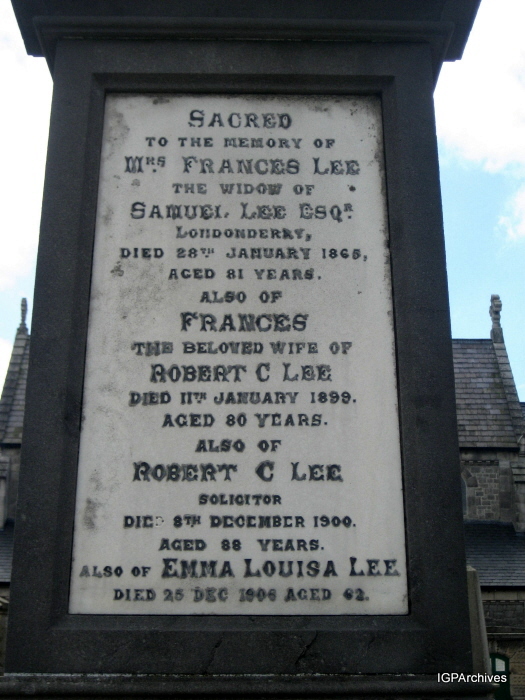 SACRED
TO THE MEMORY OF
MRS FRANCES LEE
THE WIDOW OF
SAMUEL LEE ESQR.
LONDONDERRY,
DIED 28TH JANUARY 1865,
AGED 81 YEARS.
ALSO OF
FRANCES
THE BELOVED WIFE OF
ROBERT C LEE
DIED 11TH JANUARY 1899.
AGED 80 YEARS.
ALSO OF
ROBERT C LEE
SOLICITOR
DIED 8TH DECEMBER 1900.
AGED 88 YEARS.
ALSO OF EMMA LOUISA LEE
DIED 25 DEC 1906 AGED 62.
IGPArchives